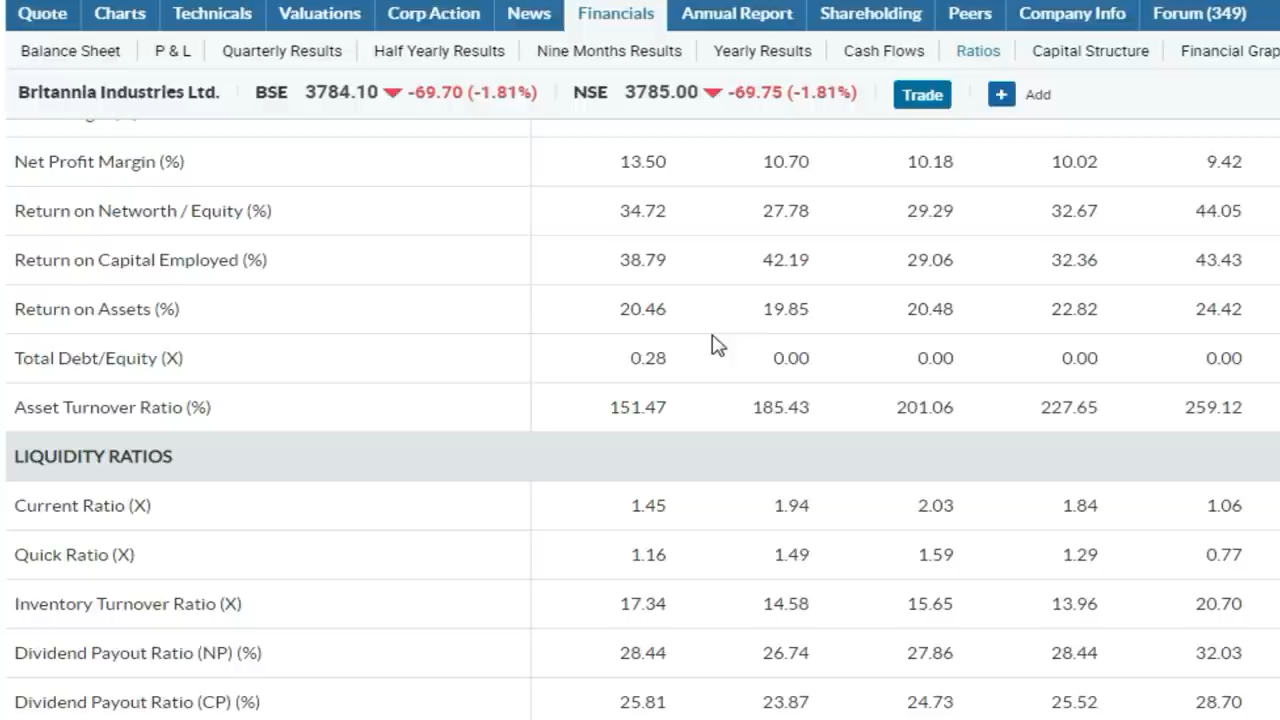 Quote Charts Technicals Valuations Corp Action News Financials Annual Report Shareholding Peers Company Info Forum (349)
Balance Sheet P & L Quarterly Results Half Yearly Results Nine Months Results Yearly Results Cash Flows Ratios Capital Structure Financial Grap
Britannia Industries Ltd. BSE 3784.10 -69.70 (-1.81%) NSE 3785.00 -69.75 (-1.81%) Trade + Add
Net Profit Margin (%) 13.50 10.70 10.18 10.02 9.42
Return on Networth / Equity (%) 34.72 27.78 29.29 32.67 44.05
Return on Capital Employed (%) 38.79 42.19 29.06 32.36 43.43
Return on Assets (%) 20.46 19.85 20.48 22.82 24.42
Total Debt/Equity (X) 0.28 0.00 0.00 0.00 0.00
Asset Turnover Ratio (%) 151.47 185.43 201.06 227.65 259.12
LIQUIDITY RATIOS
Current Ratio (X) 1.45 1.94 2.03 1.84 1.06
Quick Ratio (X) 1.16 1.49 1.59 1.29 0.77
Inventory Turnover Ratio (X) 17.34 14.58 15.65 13.96 20.70
Dividend Payout Ratio (NP) (%) 28.44 26.74 27.86 28.44 32.03
Dividend Payout Ratio (CP) (%) 25.81 23.87 24.73 25.52 28.70